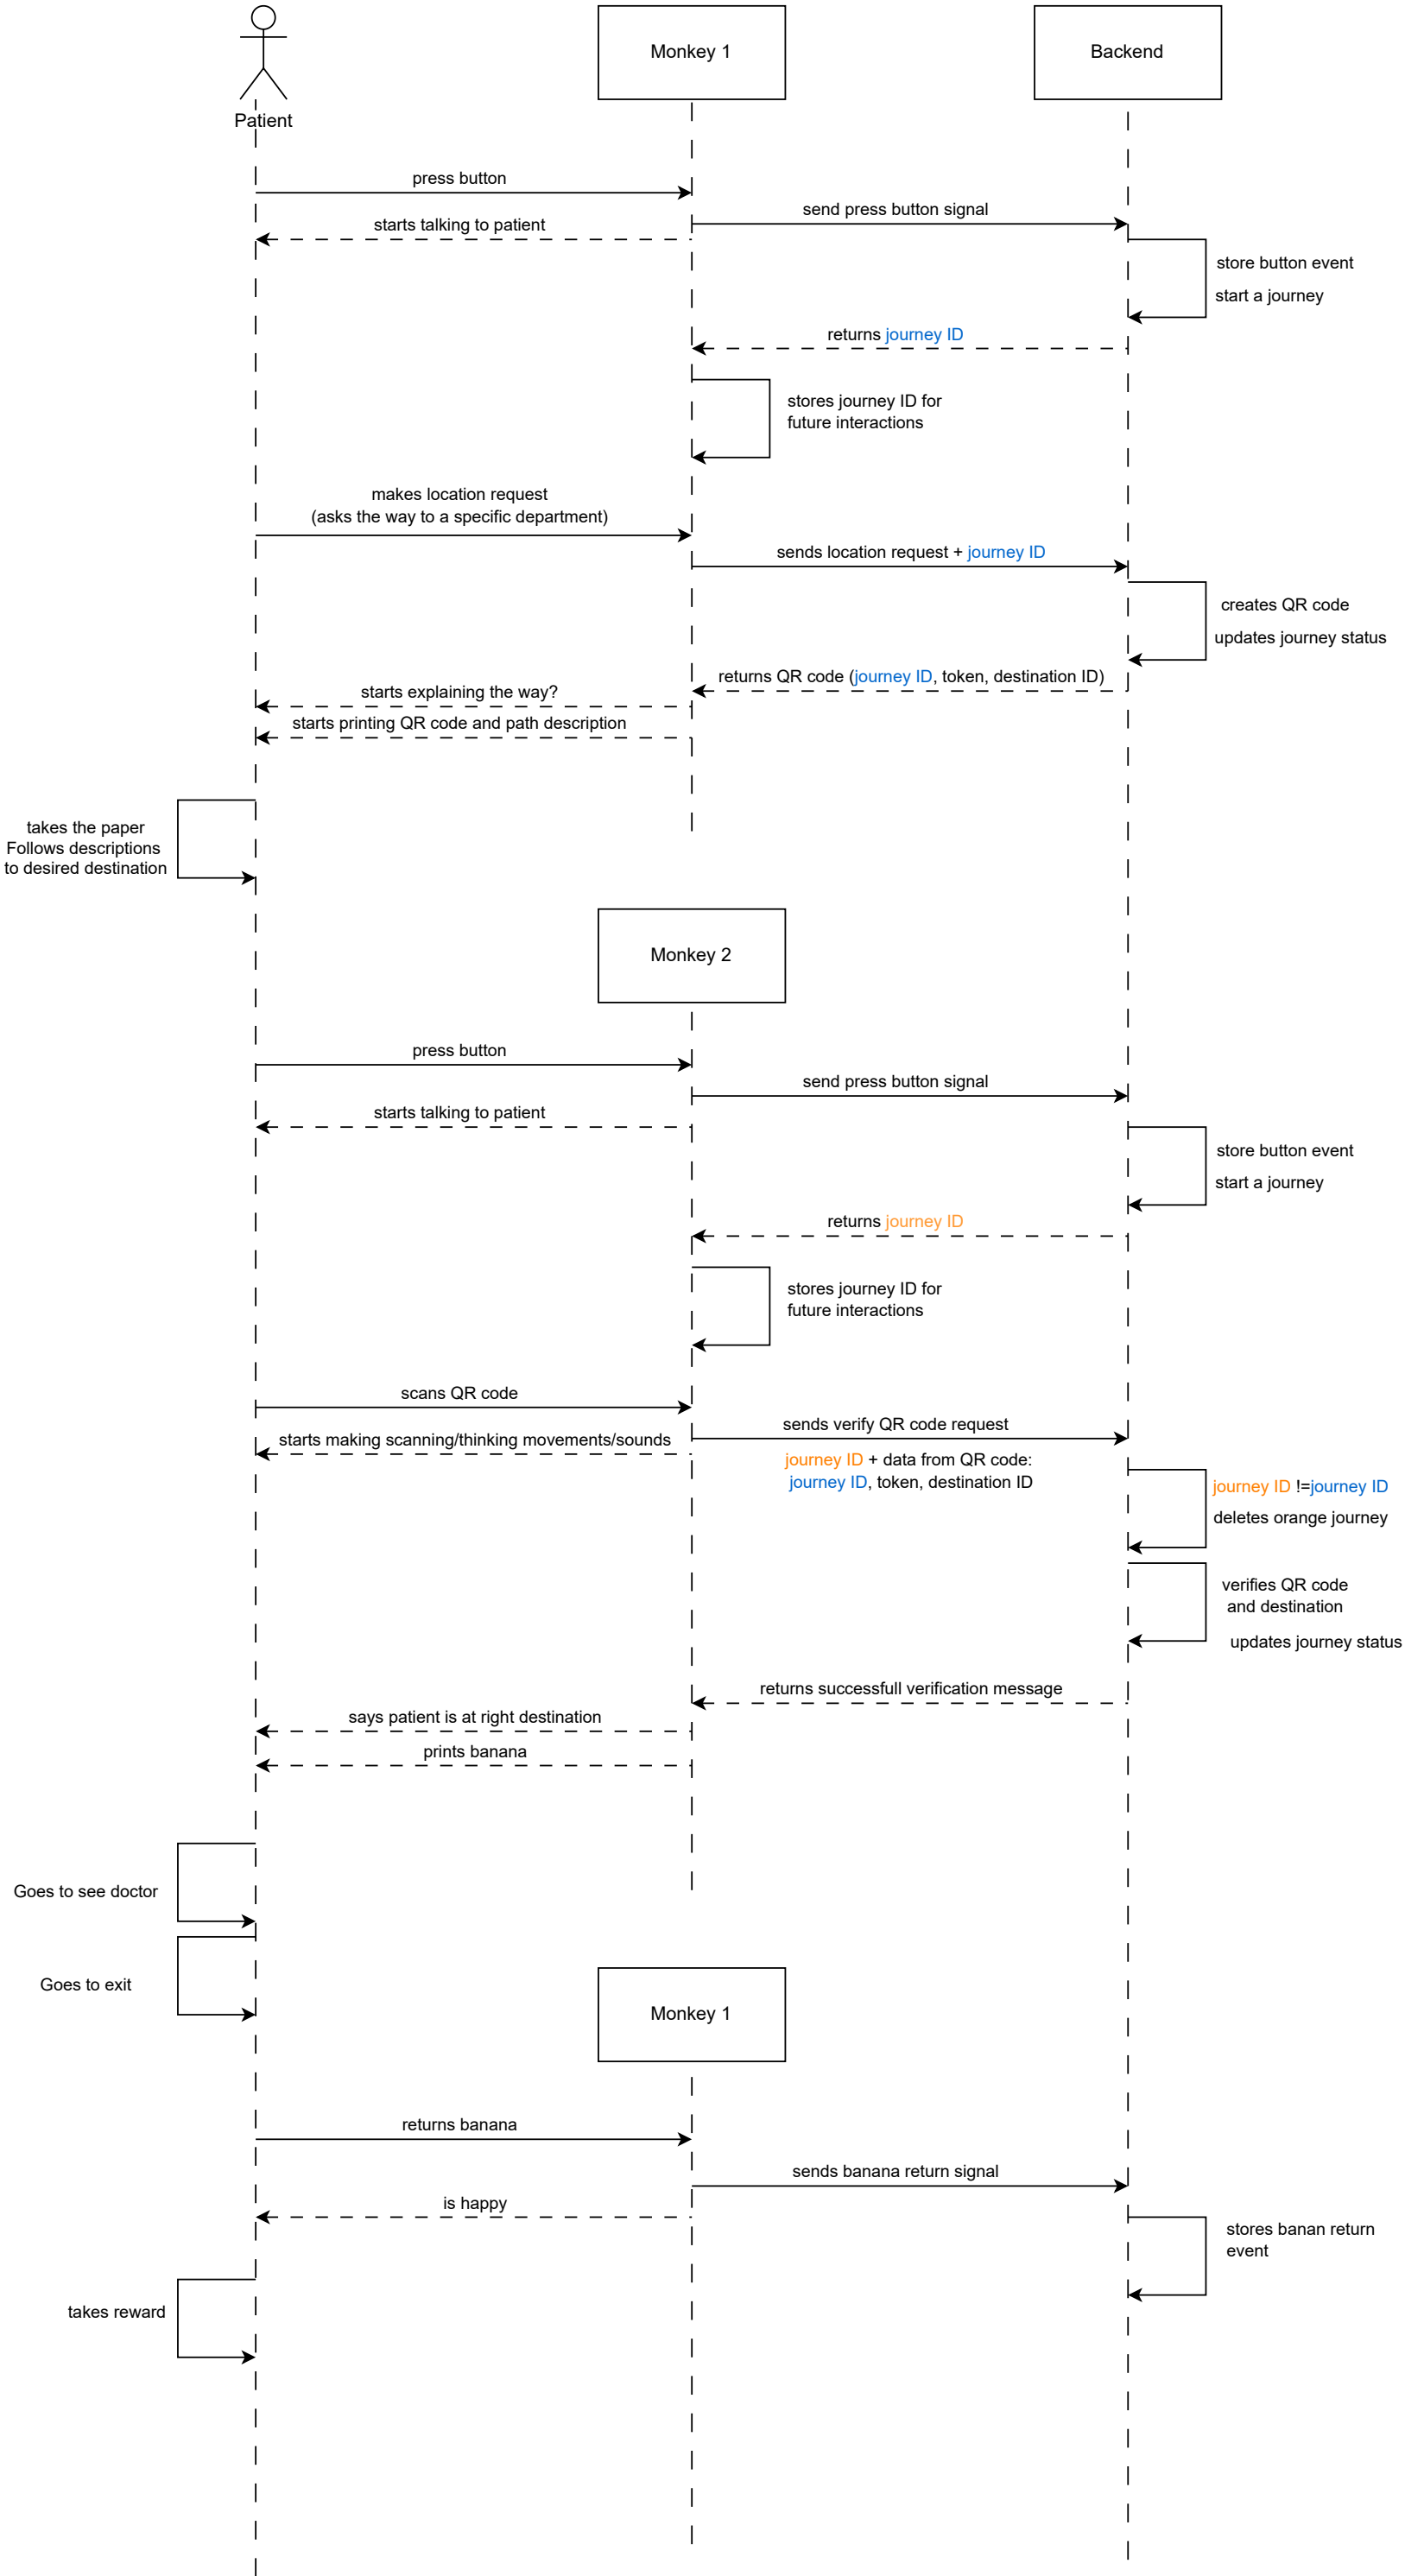 Patient
Monkey 1
Backend
press button
send press button signal
starts talking to patient
store button event
start a journey
returns journey ID
stores journey ID for
future interactions
makes location request
(asks the way to a specific department)
sends location request + journey ID
creates QR code
updates journey status
returns QR code (journey ID, token, destination ID)
starts explaining the way?
starts printing QR code and path description
takes the paper
Follows descriptions
to desired destination
Monkey 2
press button
send press button signal
starts talking to patient
store button event
start a journey
returns journey ID
stores journey ID for
future interactions
scans QR code
sends verify QR code request
starts making scanning/thinking movements/sounds
journey ID + data from QR code:
journey ID, token, destination ID
journey ID !=journey ID
deletes orange journey
verifies QR code
and destination
updates journey status
returns successfull verification message
says patient is at right destination
prints banana
Goes to see doctor
Goes to exit
Monkey 1
returns banana
sends banana return signal
is happy
stores banan return
event
takes reward